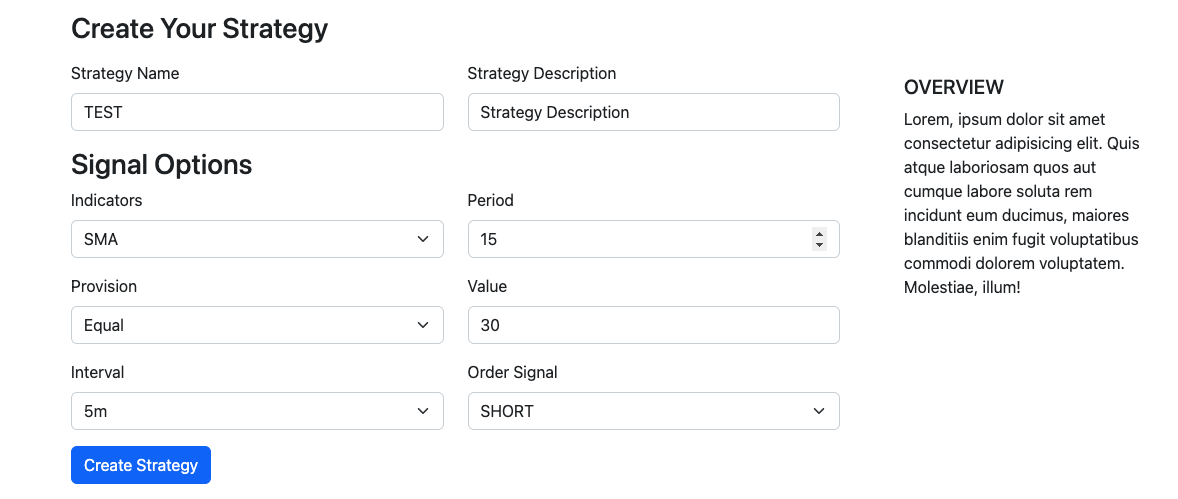 Create Your Strategy
Strategy Name
Strategy Description
TEST
Strategy Description
Signal Options
Indicators
Period
SMA
15
Provision
Value
Equal
30
Interval
Order Signal
5m
SHORT
Create Strategy
OVERVIEW
Lorem, ipsum dolor sit amet
consectetur adipisicing elit. Quis
atque laboriosam quos aut
cumque labore soluta rem
incidunt eum ducimus, maiores
blanditiis enim fugit voluptatibus
commodi dolorem voluptatem.
Molestiae, illum!